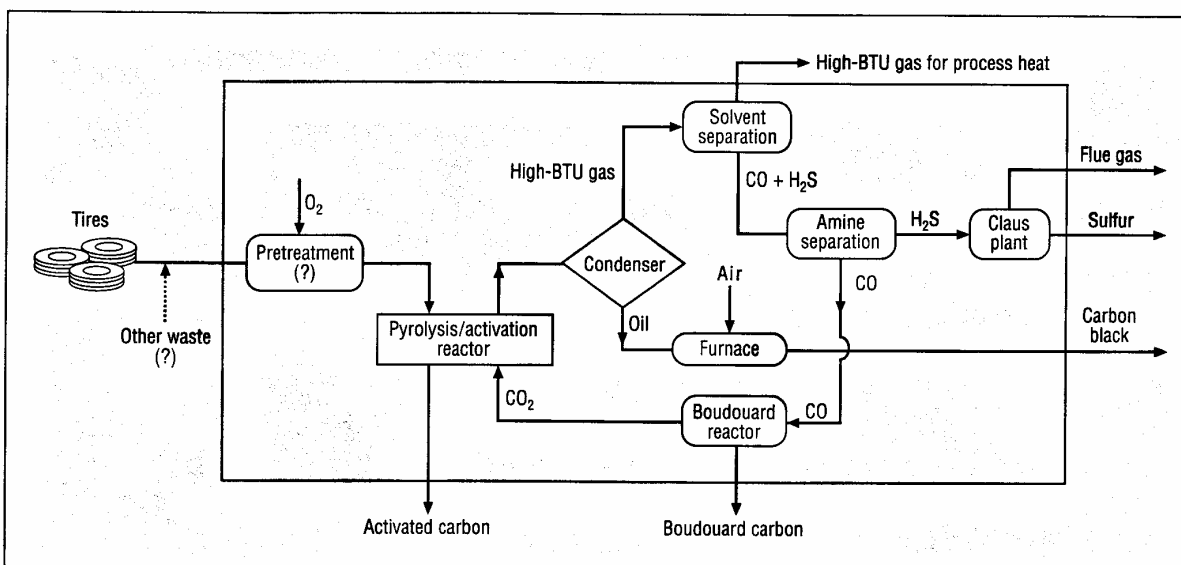 High-BTU gas for process heat
Solvent
separation
High-BTU gas
CO + H₂S
Flue gas
O₂
Tires
Pretreatment
(?)
Amine
separation
H₂S
Claus
plant
Sulfur
Condenser
Air
CO
Other waste
(?)
Pyrolysis/activation
reactor
Oil
Furnace
Carbon
black
CO₂
Boudouard
reactor
CO
Activated carbon
Boudouard carbon